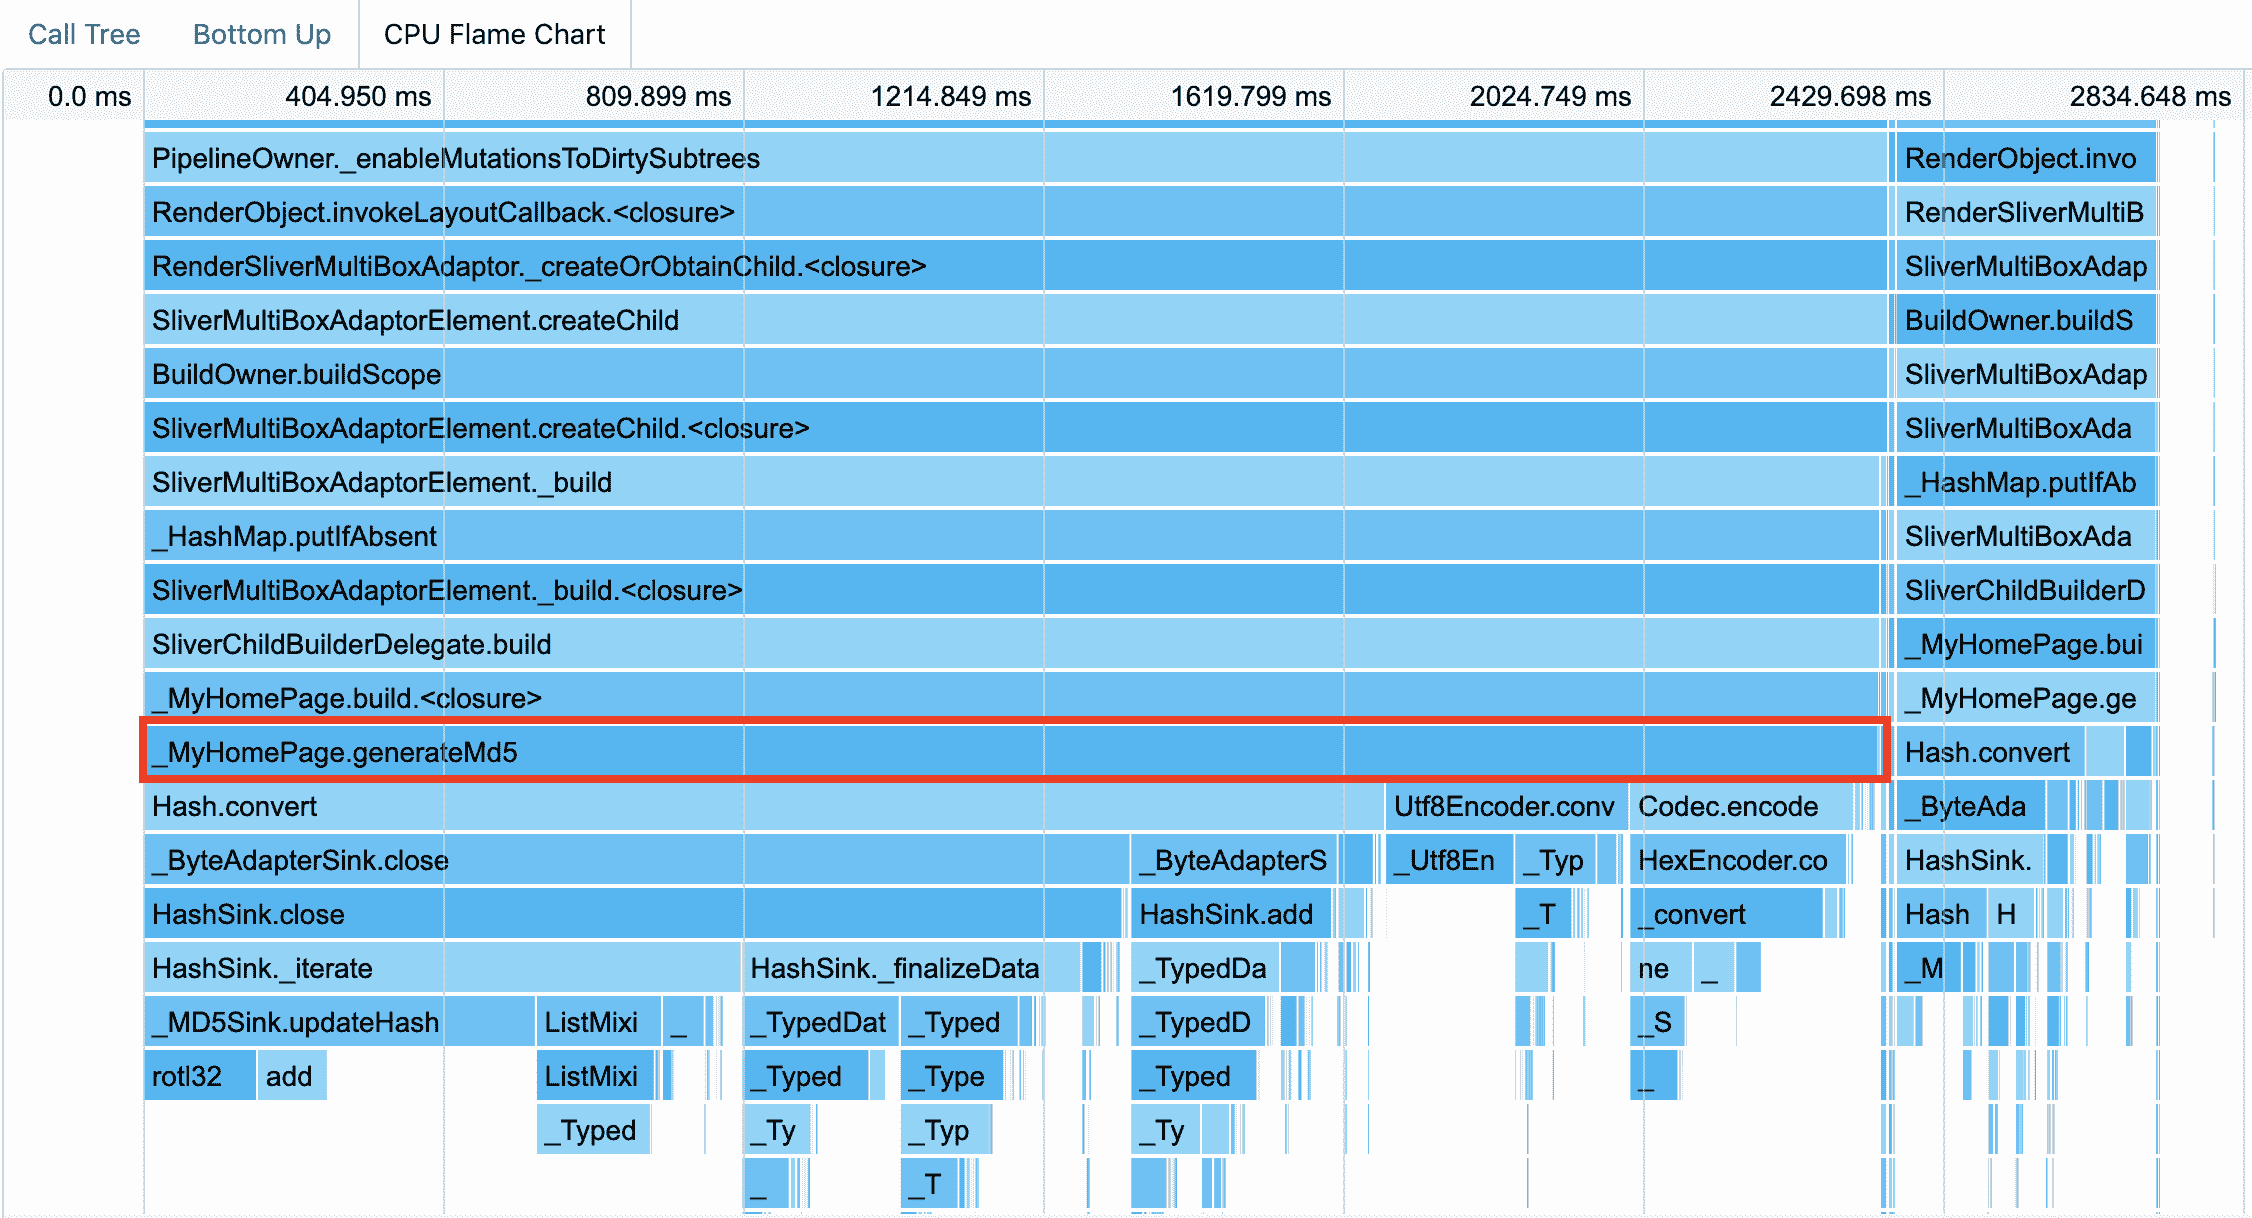 Call Tree Bottom Up CPU Flame Chart
0.0 ms 404.950 ms 809.899 ms 1214.849 ms 1619.799 ms 2024.749 ms 2429.698 ms 2834.648 ms
PipelineOwner._enableMutationsToDirtySubtrees RenderObject.invo
RenderObject.invokeLayoutCallback.<closure> RenderSliverMultiB
RenderSliverMultiBoxAdaptor._createOrObtainChild.<closure> SliverMultiBoxAdap
SliverMultiBoxAdaptorElement.createChild BuildOwner.buildS
BuildOwner.buildScope SliverMultiBoxAdap
SliverMultiBoxAdaptorElement.createChild.<closure> SliverMultiBoxAda
SliverMultiBoxAdaptorElement._build _HashMap.putIfAb
_HashMap.putIfAbsent SliverMultiBoxAda
SliverMultiBoxAdaptorElement._build.<closure> SliverChildBuilderD
SliverChildBuilderDelegate.build _MyHomePage.bui
_MyHomePage.build.<closure> _MyHomePage.ge
_MyHomePage.generateMd5 Hash.convert
Hash.convert Utf8Encoder.conv Codec.encode _ByteAda
_ByteAdapterSink.close _ByteAdapterS _Utf8En _Typ HexEncoder.co HashSink.
HashSink.close HashSink.add _T _convert Hash H
HashSink._iterate HashSink._finalizeData _TypedDa ne _ _M
_MD5Sink.updateHash ListMixi _ _TypedDat _Typed _TypedD _S
rotl32 add ListMixi _Typed _Type _Typed _
_Typed _Ty _Typ _Ty
_ _T